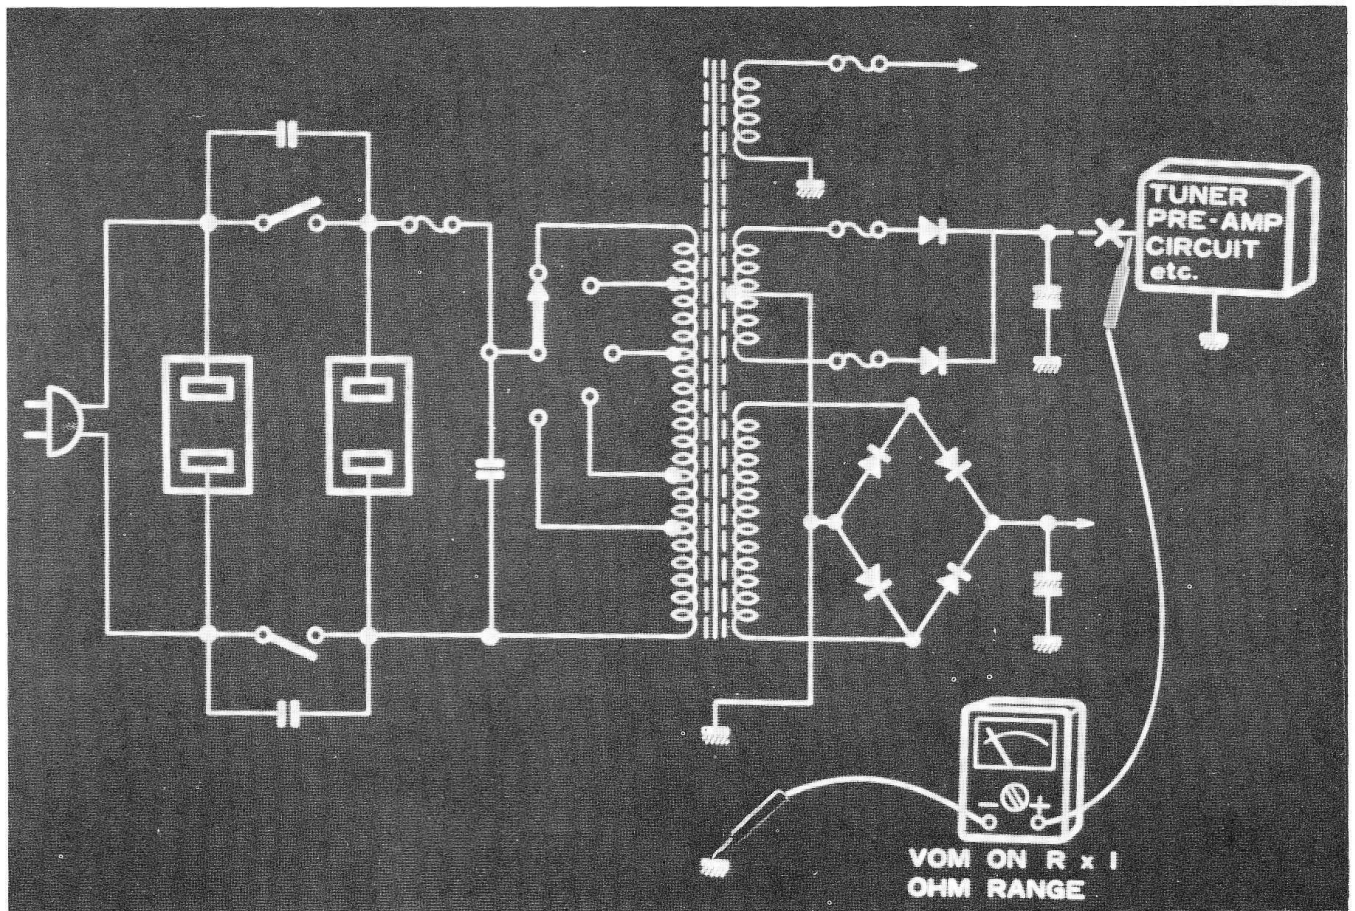 TUNER
PRE-AMP
CIRCUIT
etc.
- +
VOM ON R x I
OHM RANGE